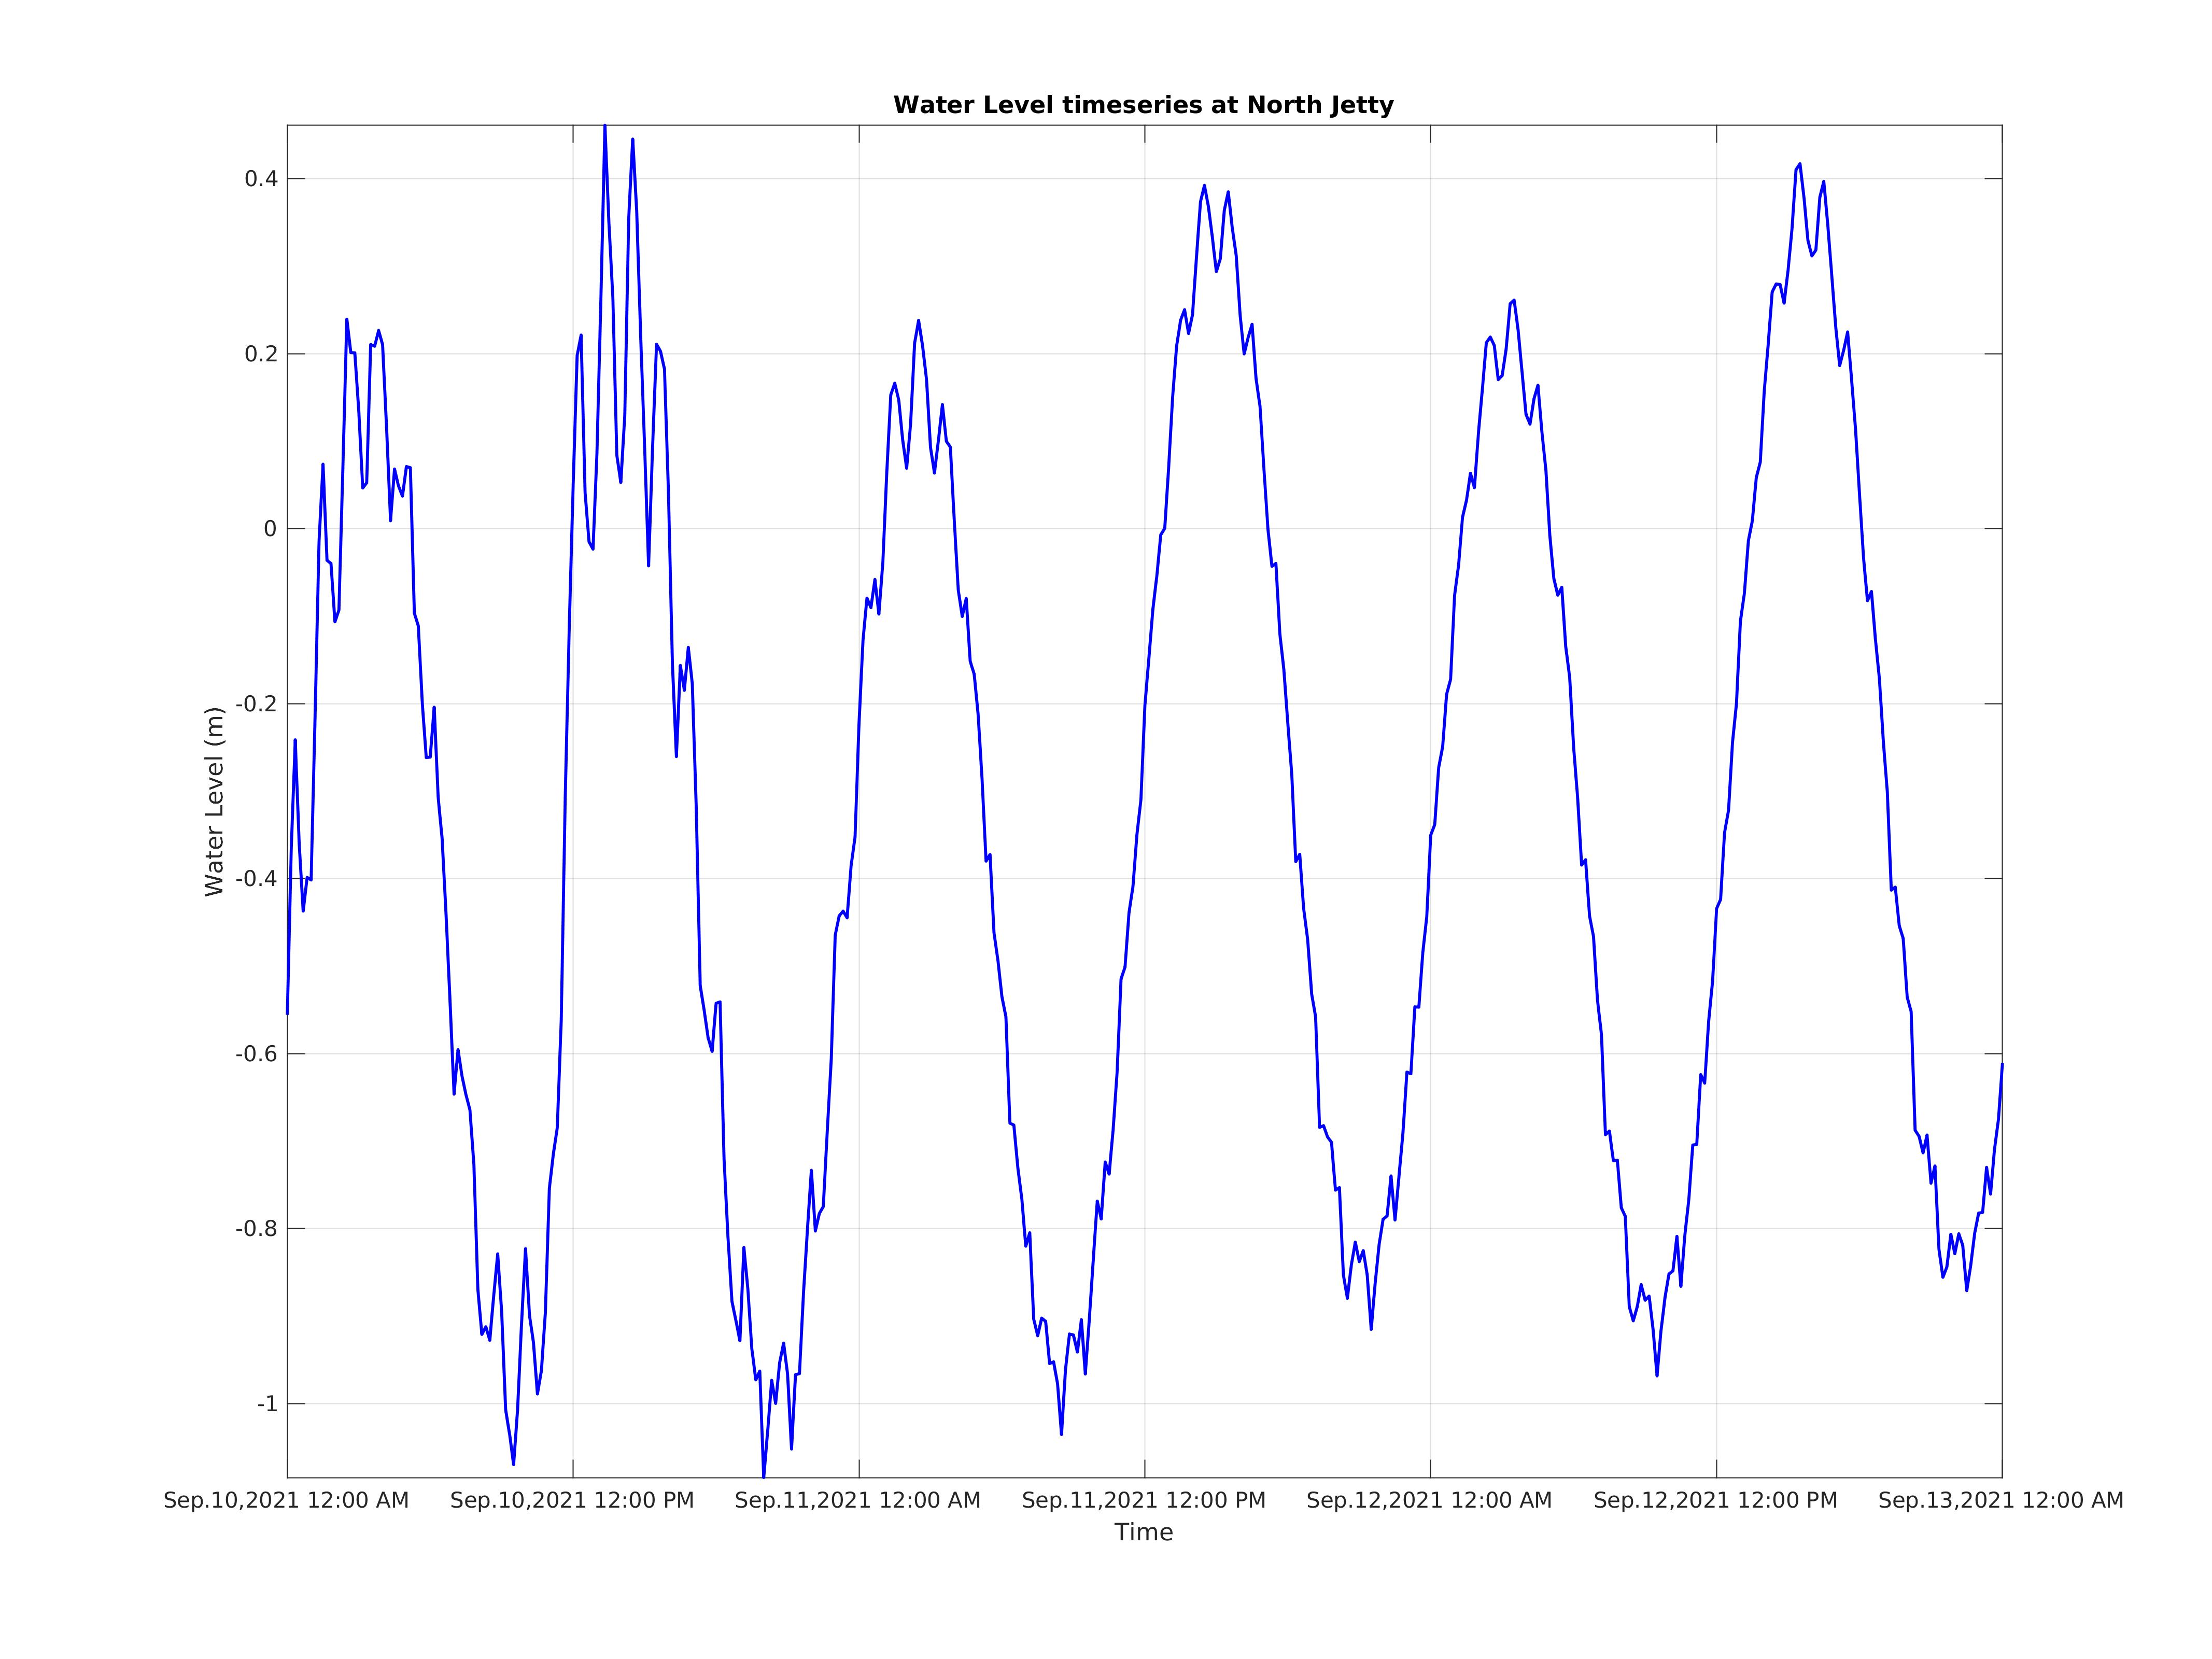 Water Level timeseries at North Jetty
0.4
0.2
0
-0.2
-0.4
-0.6
-0.8
-1
Water Level (m)
Sep.10,2021 12:00 AM Sep.10,2021 12:00 PM Sep.11,2021 12:00 AM Sep.11,2021 12:00 PM Sep.12,2021 12:00 AM Sep.12,2021 12:00 PM Sep.13,2021 12:00 AM
Time